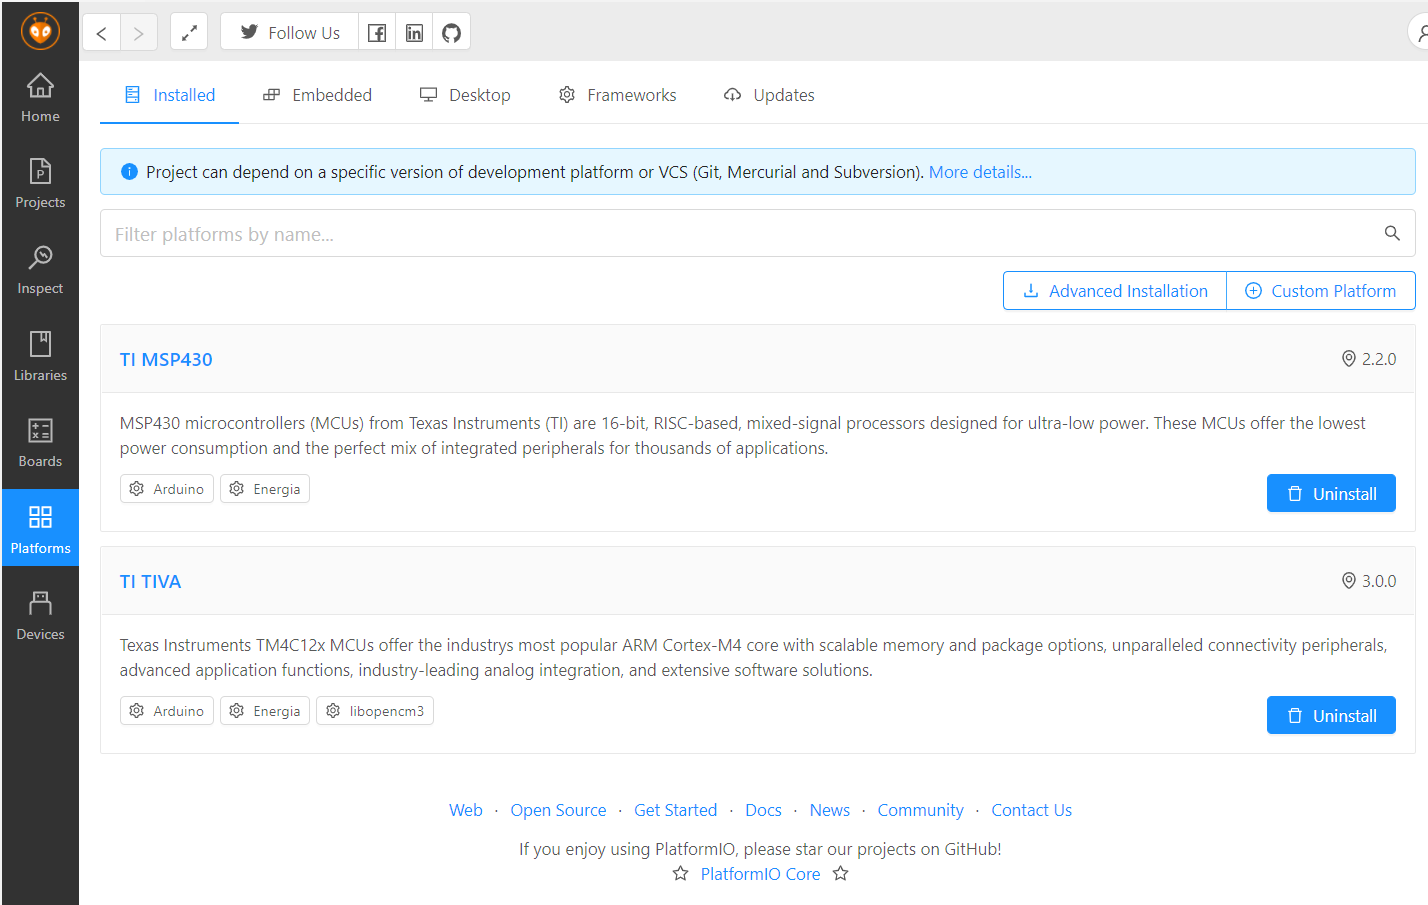 Follow Us
Home
Projects
Inspect
Libraries
Boards
Platforms
Devices
Installed Embedded Desktop Frameworks Updates
Project can depend on a specific version of development platform or VCS (Git, Mercurial and Subversion). More details...
Filter platforms by name...
Advanced Installation Custom Platform
TI MSP430 2.2.0
MSP430 microcontrollers (MCUs) from Texas Instruments (TI) are 16-bit, RISC-based, mixed-signal processors designed for ultra-low power. These MCUs offer the lowest
power consumption and the perfect mix of integrated peripherals for thousands of applications.
Arduino Energia Uninstall
TI TIVA 3.0.0
Texas Instruments TM4C12x MCUs offer the industrys most popular ARM Cortex-M4 core with scalable memory and package options, unparalleled connectivity peripherals,
advanced application functions, industry-leading analog integration, and extensive software solutions.
Arduino Energia libopencm3 Uninstall
Web · Open Source · Get Started · Docs · News · Community · Contact Us
If you enjoy using PlatformIO, please star our projects on GitHub!
PlatformIO Core